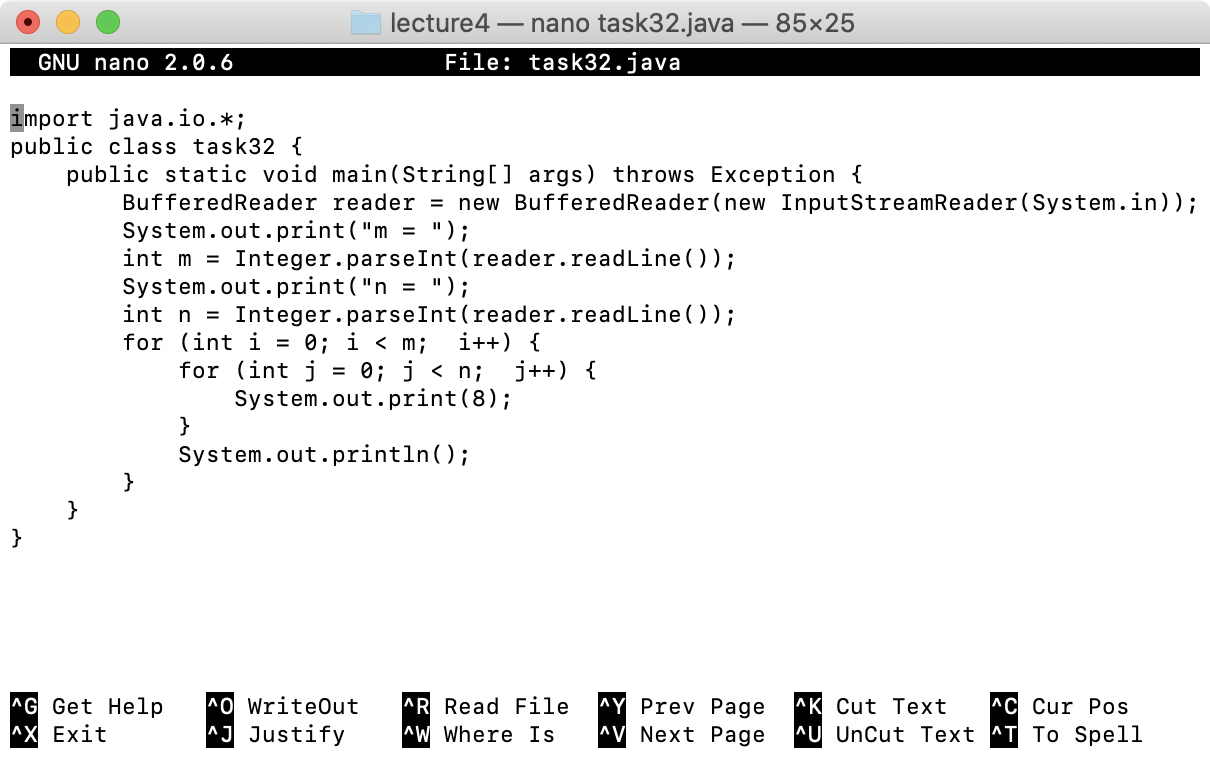 lecture4 — nano task32.java — 85×25
GNU nano 2.0.6 File: task32.java
import java.io.*;
public class task32 {
    public static void main(String[] args) throws Exception {
        BufferedReader reader = new BufferedReader(new InputStreamReader(System.in));
        System.out.print("m = ");
        int m = Integer.parseInt(reader.readLine());
        System.out.print("n = ");
        int n = Integer.parseInt(reader.readLine());
        for (int i = 0; i < m;  i++) {
            for (int j = 0; j < n;  j++) {
                System.out.print(8);
            }
            System.out.println();
        }
    }
}
^G Get Help ^O WriteOut ^R Read File ^Y Prev Page ^K Cut Text ^C Cur Pos
^X Exit ^J Justify ^W Where Is ^V Next Page ^U UnCut Text ^T To Spell